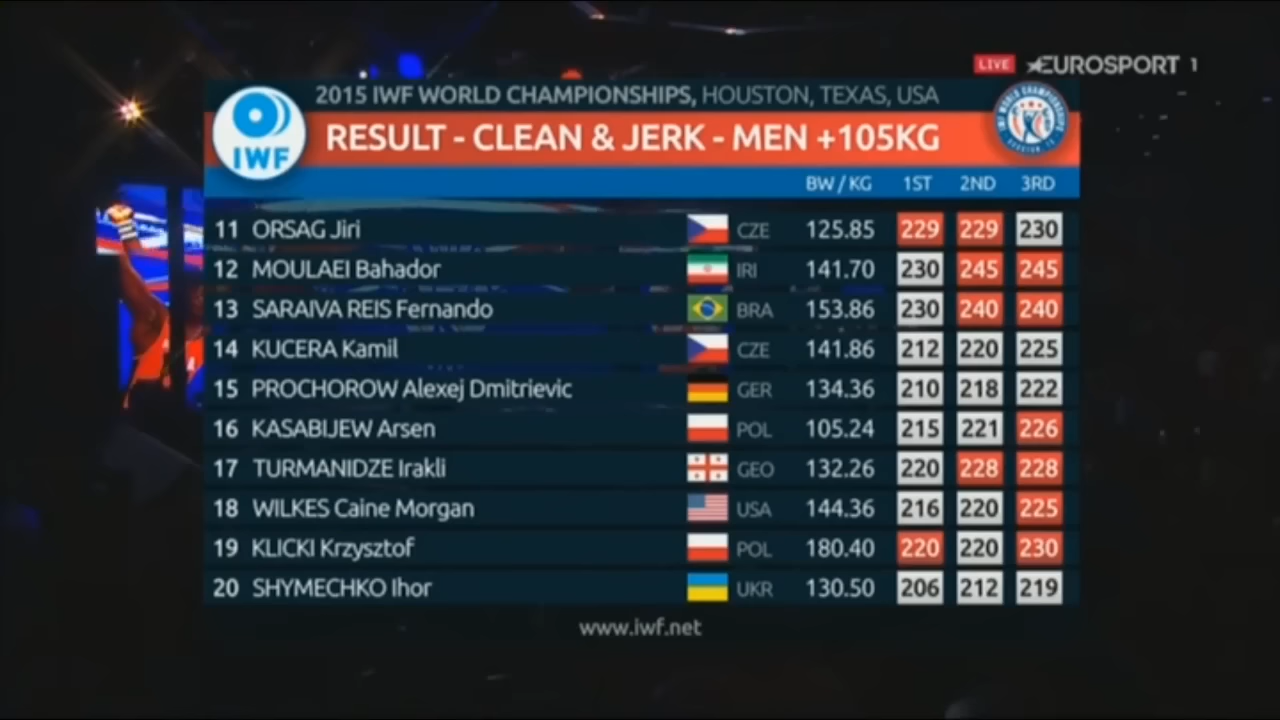 LIVE EUROSPORT 1
2015 IWF WORLD CHAMPIONSHIPS, HOUSTON, TEXAS, USA
IWF
RESULT - CLEAN & JERK - MEN +105KG
BW / KG 1ST 2ND 3RD
11 ORSAG Jiri CZE 125.85 229 229 230
12 MOULAEI Bahador IRI 141.70 230 245 245
13 SARAIVA REIS Fernando BRA 153.86 230 240 240
14 KUCERA Kamil CZE 141.86 212 220 225
15 PROCHOROW Alexej Dmitrievic GER 134.36 210 218 222
16 KASABIJEW Arsen POL 105.24 215 221 226
17 TURMANIDZE Irakli GEO 132.26 220 228 228
18 WILKES Caine Morgan USA 144.36 216 220 225
19 KLICKI Krzysztof POL 180.40 220 220 230
20 SHYMECHKO Ihor UKR 130.50 206 212 219
www.iwf.net